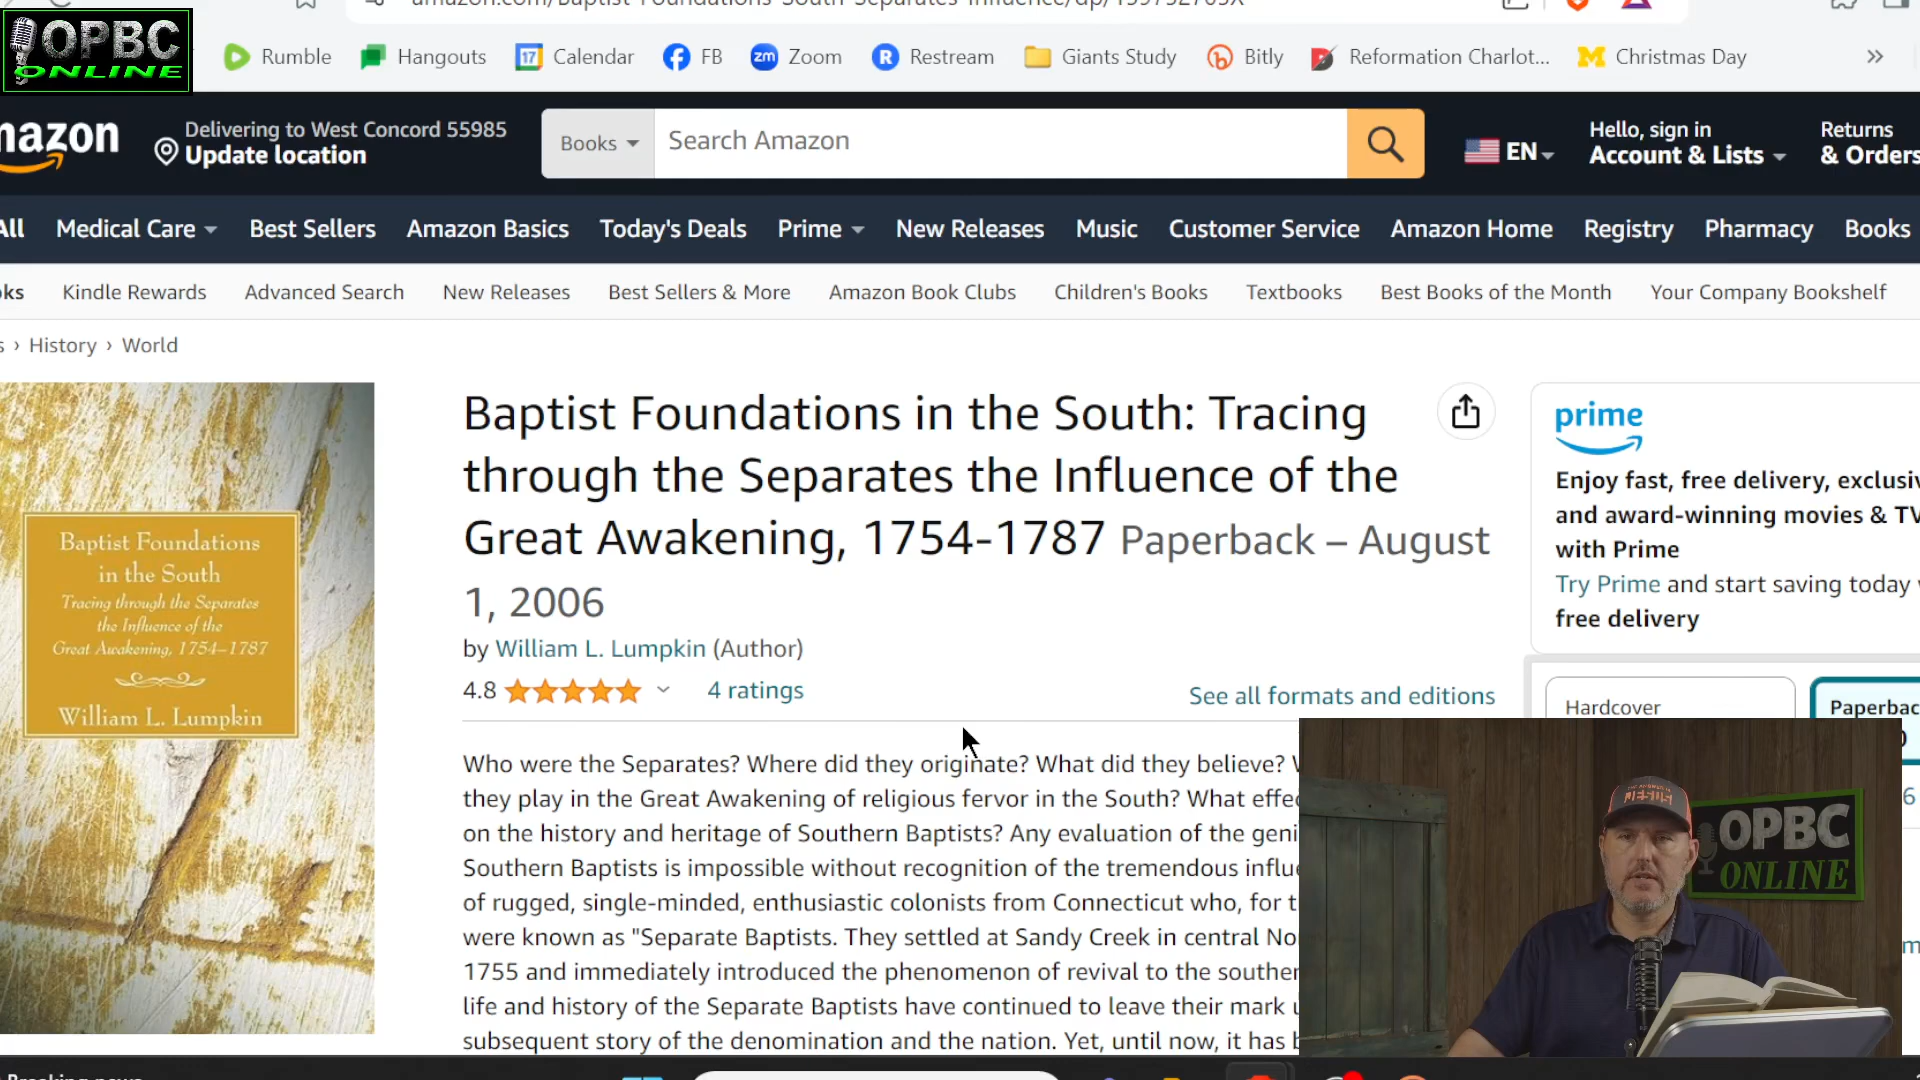 OPBC
ONLINE
Rumble
Hangouts
17
Calendar
FB
zm
Zoom
R
Restream
Giants Study
Bitly
Reformation Charlot...
Christmas Day
»
Delivering to West Concord 55985
Update location
Books
Search Amazon
EN
Hello, sign in
Account & Lists
Returns
& Orders
All
Medical Care
Best Sellers
Amazon Basics
Today's Deals
Prime
New Releases
Music
Customer Service
Amazon Home
Registry
Pharmacy
Books
Kindle Rewards
Advanced Search
New Releases
Best Sellers & More
Amazon Book Clubs
Children's Books
Textbooks
Best Books of the Month
Your Company Bookshelf
› History › World
Baptist Foundations
in the South
Tracing through the Separates
the Influence of the
Great Awakening, 1754–1787
William L. Lumpkin
Baptist Foundations in the South: Tracing
through the Separates the Influence of the
Great Awakening, 1754-1787 Paperback – August
1, 2006
by William L. Lumpkin (Author)
4.8
4 ratings
See all formats and editions
Who were the Separates? Where did they originate? What did they believe?
they play in the Great Awakening of religious fervor in the South? What
on the history and heritage of Southern Baptists? Any evaluation of the
Southern Baptists is impossible without recognition of the tremendous
of rugged, single-minded, enthusiastic colonists from Connecticut who, for
were known as "Separate Baptists. They settled at Sandy Creek in central
1755 and immediately introduced the phenomenon of revival to the
life and history of the Separate Baptists have continued to leave their mark
subsequent story of the denomination and the nation. Yet, until now, it has
prime
Enjoy fast, free delivery,
and award-winning movies & TV
with Prime
Try Prime and start saving today
free delivery
Hardcover
OPBC
ONLINE